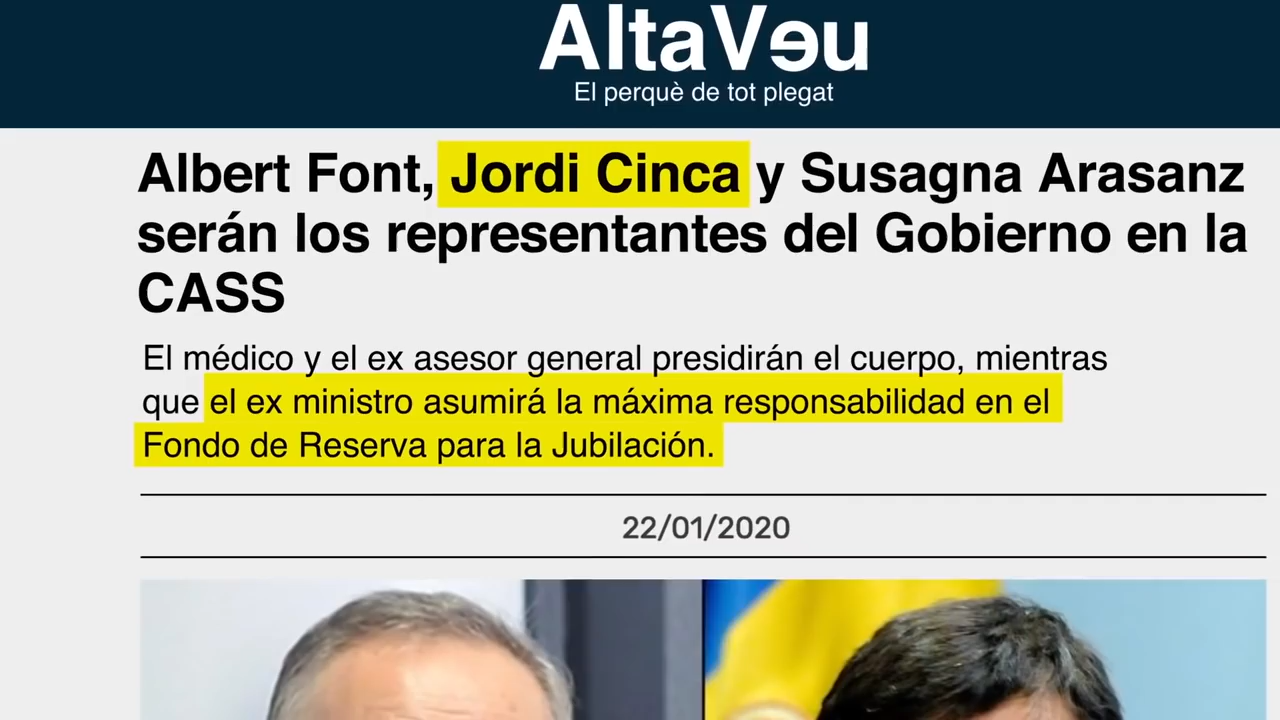 AltaVeu
El perquè de tot plegat
Albert Font, Jordi Cinca y Susagna Arasanz
serán los representantes del Gobierno en la
CASS
El médico y el ex asesor general presidirán el cuerpo, mientras
que el ex ministro asumirá la máxima responsabilidad en el
Fondo de Reserva para la Jubilación.
22/01/2020